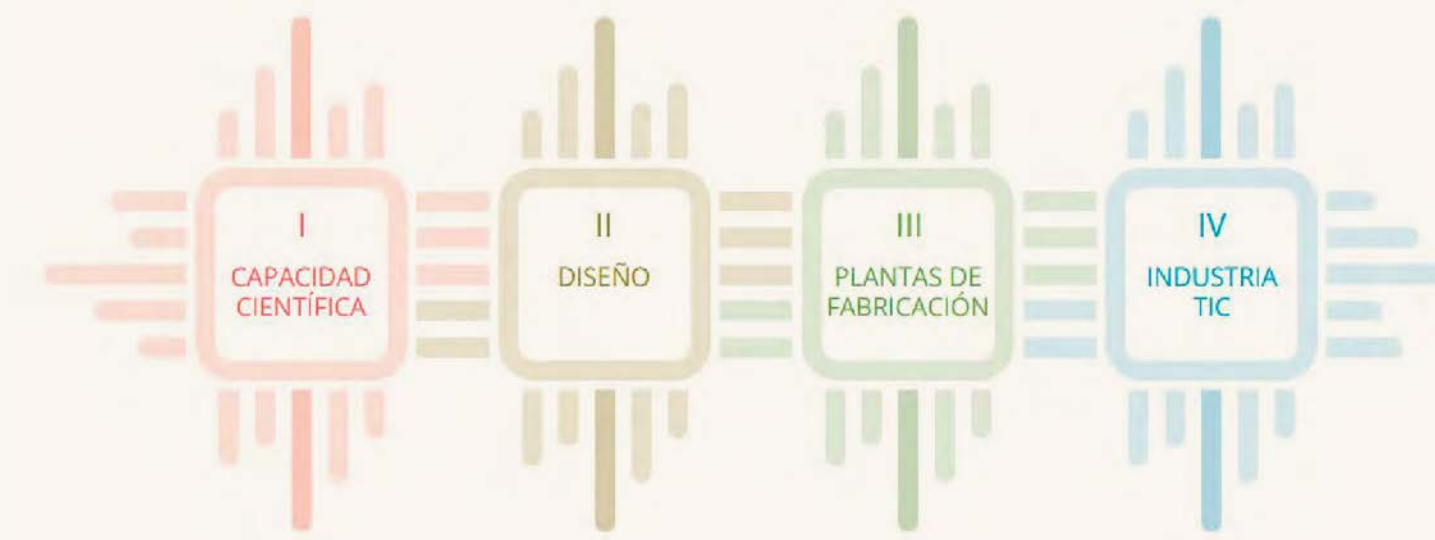 I
CAPACIDAD
CIENTÍFICA
II
DISEÑO
III
PLANTAS DE
FABRICACIÓN
IV
INDUSTRIA
TIC